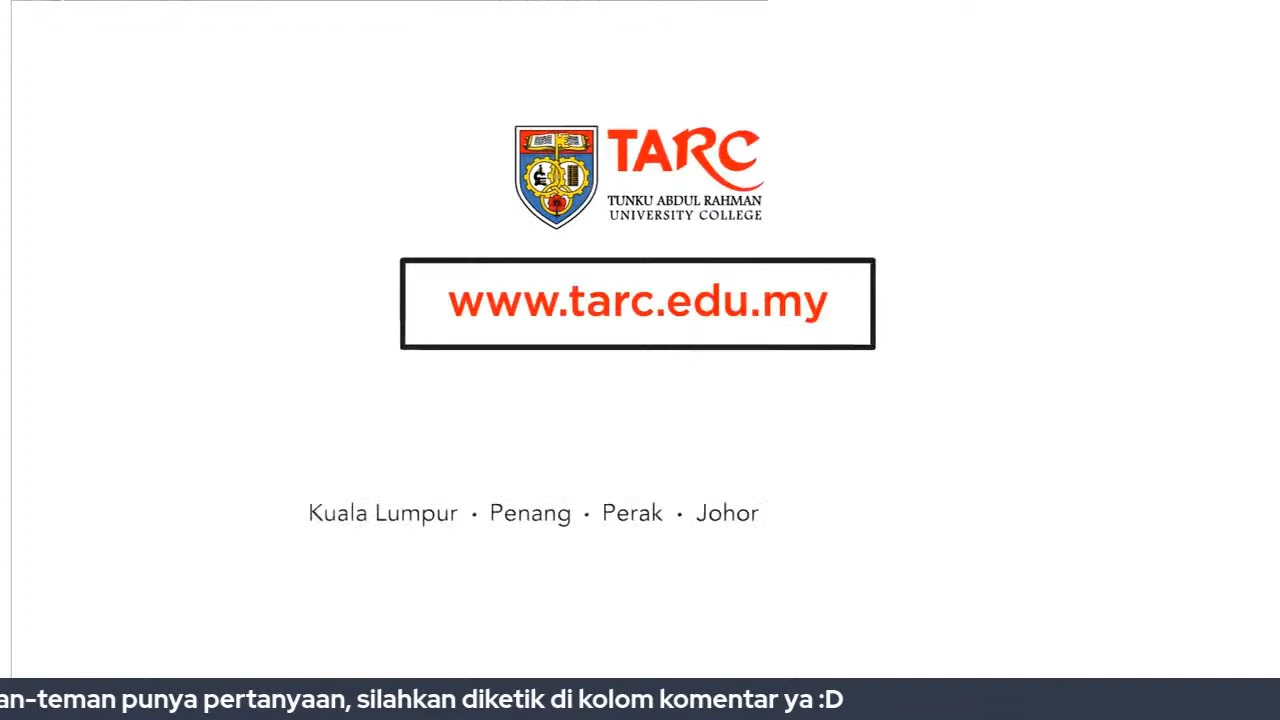 TARC
TUNKU ABDUL RAHMAN
UNIVERSITY COLLEGE
www.tarc.edu.my
Kuala Lumpur • Penang • Perak • Johor
an-teman punya pertanyaan, silahkan diketik di kolom komentar ya :D